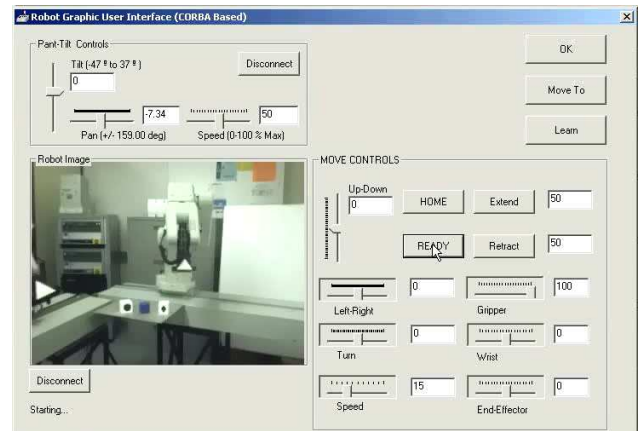 Robot Graphic User Interface (CORBA Based)
Pant-Tilt Controls
Tilt (-47 º to 37 º )
0
Disconnect
-7.34
50
Pan (+/- 159.00 deg)
Speed (0-100 % Max)
OK
Move To
Learn
Robot Image
Disconnect
Starting...
MOVE CONTROLS
Up-Down
0
HOME
Extend
50
READY
Retract
50
0
100
Left-Right
Gripper
0
0
Turn
Wrist
15
0
Speed
End-Effector